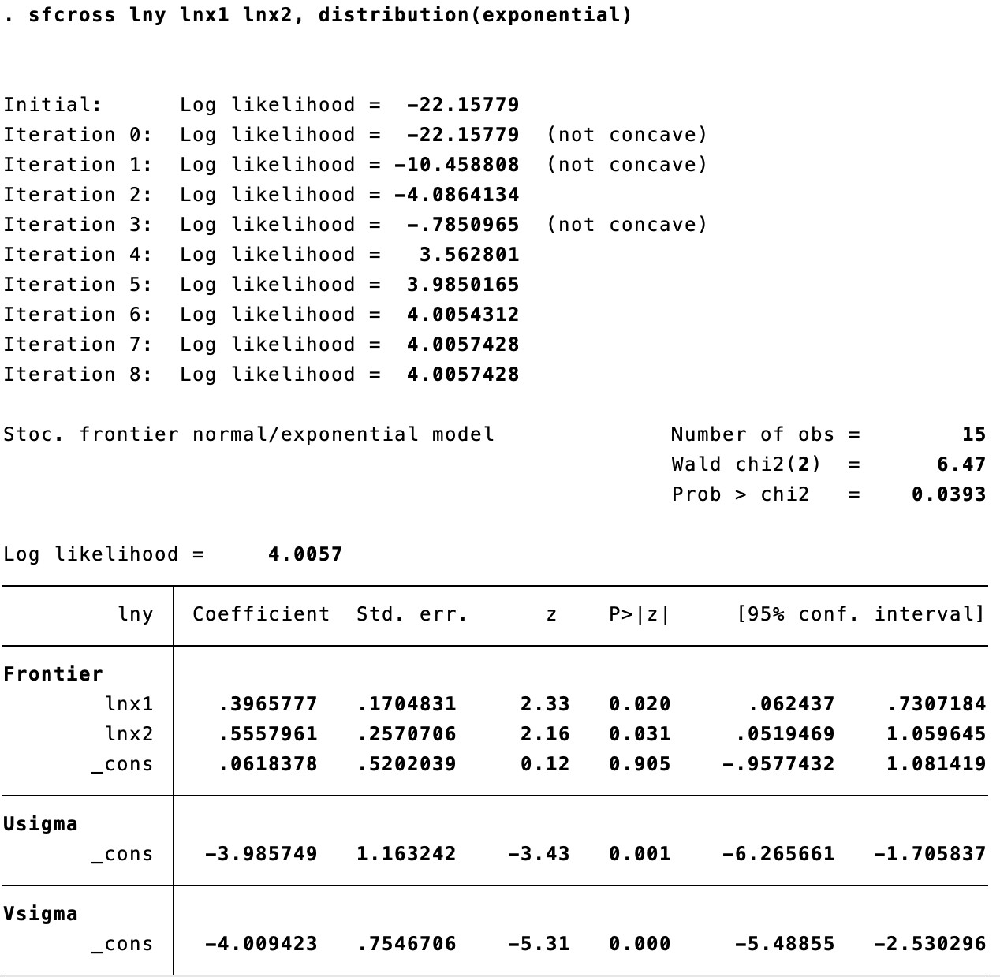 . sfcross lny lnx1 lnx2, distribution(exponential)
Initial: Log likelihood = -22.15779
Iteration 0: Log likelihood = -22.15779 (not concave)
Iteration 1: Log likelihood = -10.458808 (not concave)
Iteration 2: Log likelihood = -4.0864134
Iteration 3: Log likelihood = -.7850965 (not concave)
Iteration 4: Log likelihood = 3.562801
Iteration 5: Log likelihood = 3.9850165
Iteration 6: Log likelihood = 4.0054312
Iteration 7: Log likelihood = 4.0057428
Iteration 8: Log likelihood = 4.0057428
Stoc. frontier normal/exponential model Number of obs = 15
Wald chi2(2) = 6.47
Prob > chi2 = 0.0393
Log likelihood = 4.0057
lny Coefficient Std. err. z P>|z| [95% conf. interval]
Frontier
lnx1 .3965777 .1704831 2.33 0.020 .062437 .7307184
lnx2 .5557961 .2570706 2.16 0.031 .0519469 1.059645
_cons .0618378 .5202039 0.12 0.905 -.9577432 1.081419
Usigma
_cons -3.985749 1.163242 -3.43 0.001 -6.265661 -1.705837
Vsigma
_cons -4.009423 .7546706 -5.31 0.000 -5.48855 -2.530296